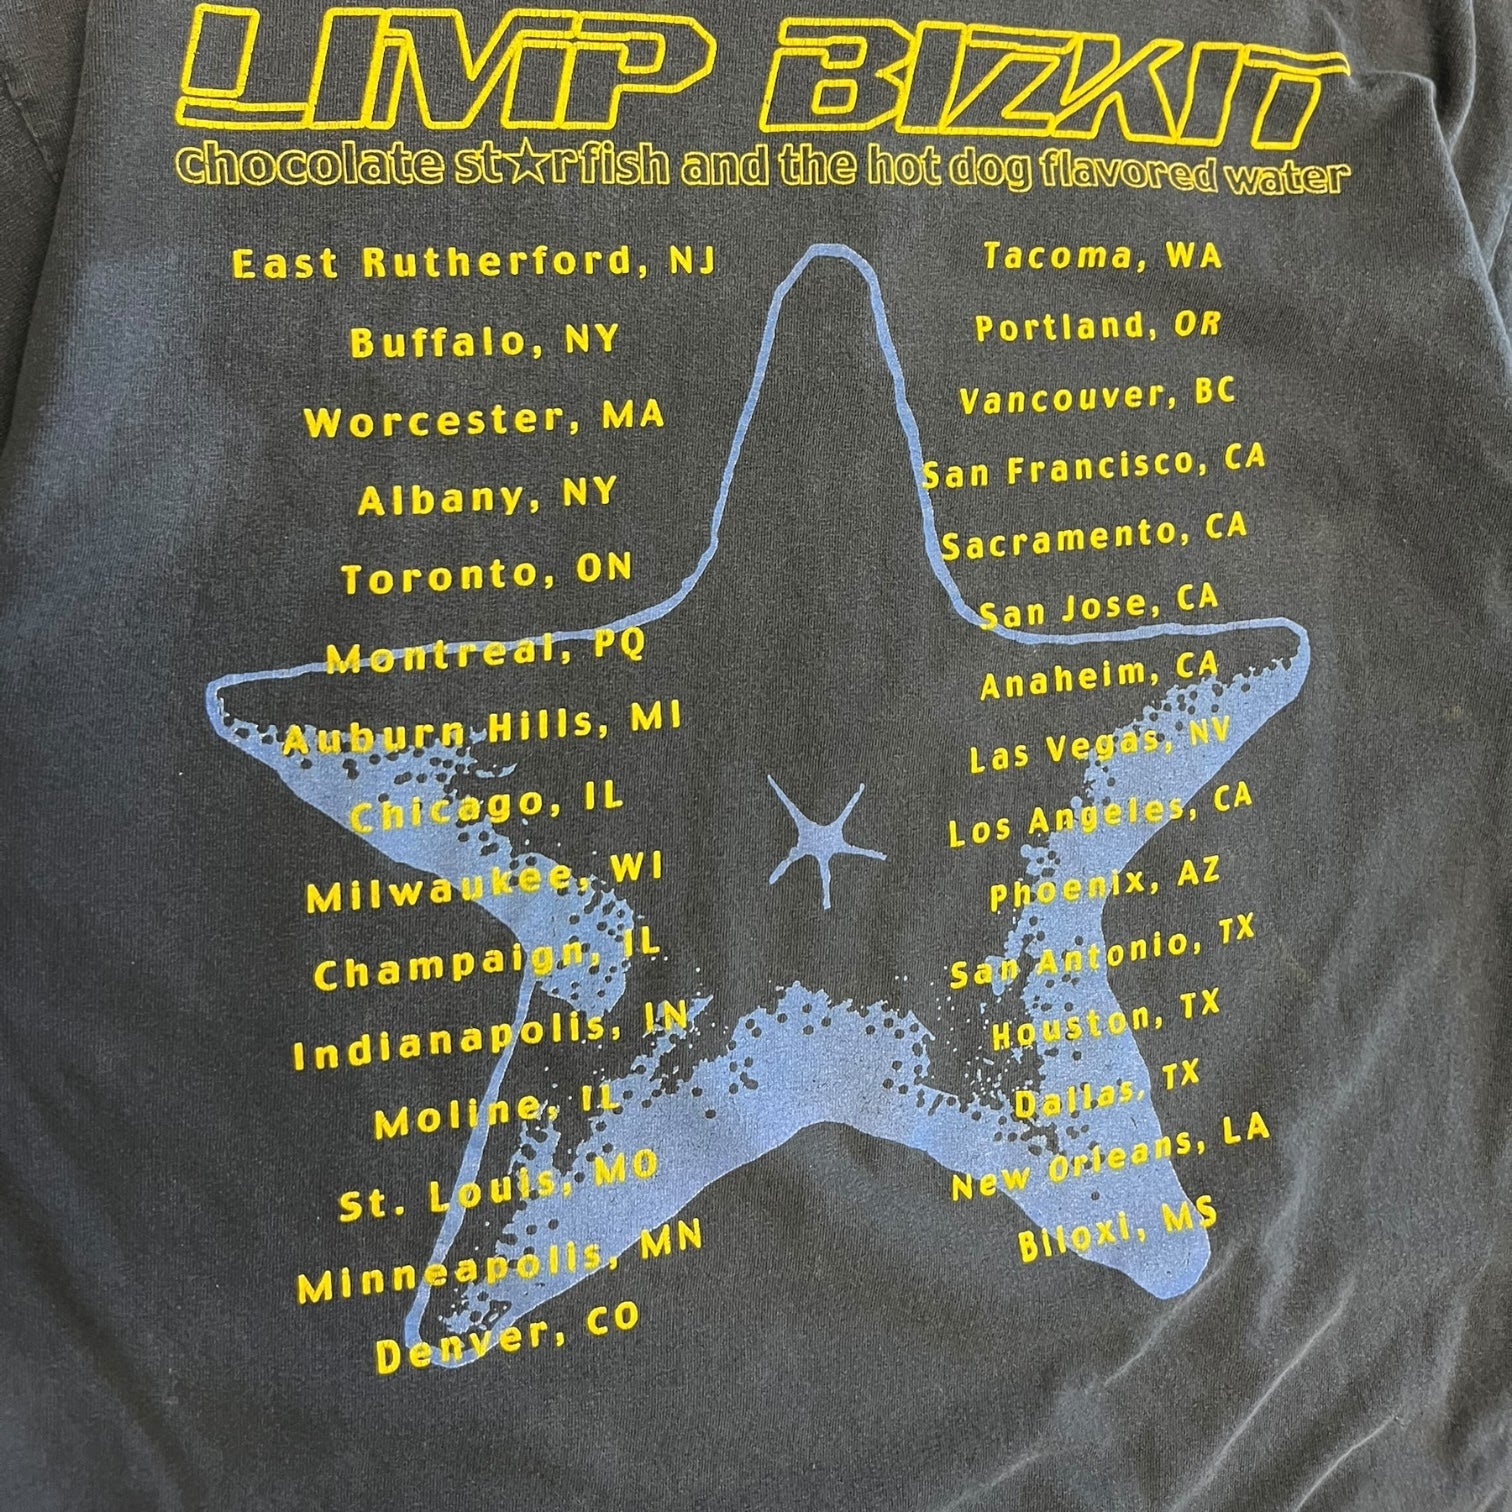 LIMP BIZKIT
chocolate st☆rfish and the hot dog flavored water
East Rutherford, NJ
Buffalo, NY
Worcester, MA
Albany, NY
Toronto, ON
Montreal, PQ
Auburn Hills, MI
Chicago, IL
Milwaukee, WI
Champaign, IL
Indianapolis, IN
Moline, IL
St. Louis, MO
Minneapolis, MN
Denver, CO
Tacoma, WA
Portland, OR
Vancouver, BC
San Francisco, CA
Sacramento, CA
San Jose, CA
Anaheim, CA
Las Vegas, NV
Los Angeles, CA
Phoenix, AZ
San Antonio, TX
Houston, TX
Dallas, TX
New Orleans, LA
Biloxi, MS